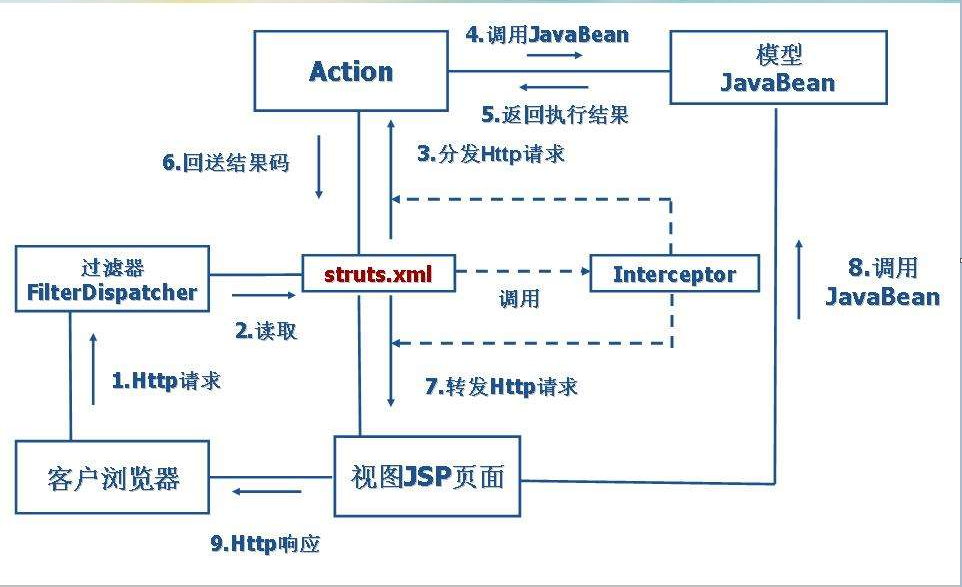 4.调用JavaBean
Action
模型
JavaBean
5.返回执行结果
6.回送结果码
3.分发Http请求
过滤器
FilterDispatcher
struts.xml
Interceptor
8.调用
JavaBean
调用
2.读取
1.Http请求
7.转发Http请求
客户浏览器
视图JSP页面
9.Http响应